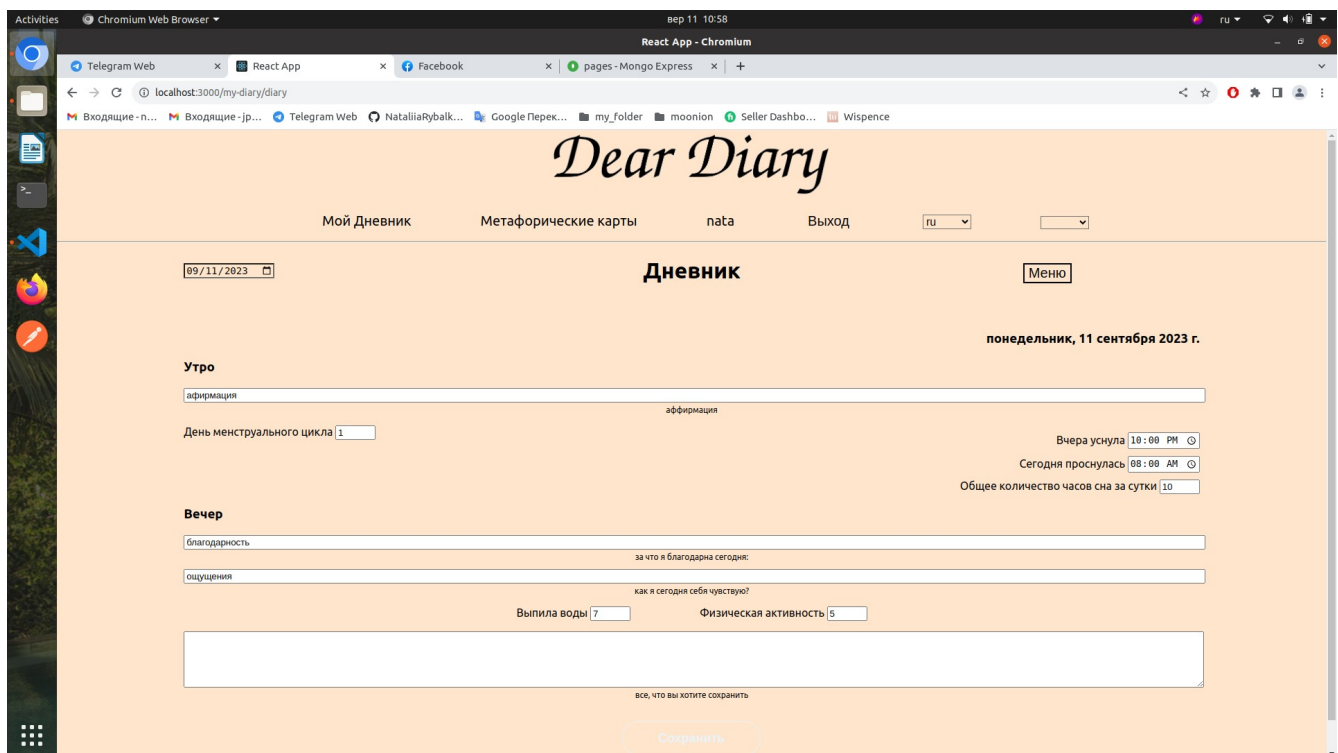 Activities Chromium Web Browser вер 11 10:58 ru
React App - Chromium
Telegram Web React App Facebook pages - Mongo Express
localhost:3000/my-diary/diary
Входящие - n... Входящие - jp... Telegram Web NataliiaRybalk... Google Перек... my_folder moonion Seller Dashbo... Wispence
Dear Diary
Мой Дневник Метафорические карты nata Выход ru
09/11/2023 Дневник Меню
понедельник, 11 сентября 2023 г.
Утро
афирмация
аффирмация
День менструального цикла 1
Вчера уснула 10:00 PM
Сегодня проснулась 08:00 AM
Общее количество часов сна за сутки 10
Вечер
благодарность
за что я благодарна сегодня:
ощущения
как я сегодня себя чувствую?
Выпила воды 7 Физическая активность 5
все, что вы хотите сохранить
Сохранить